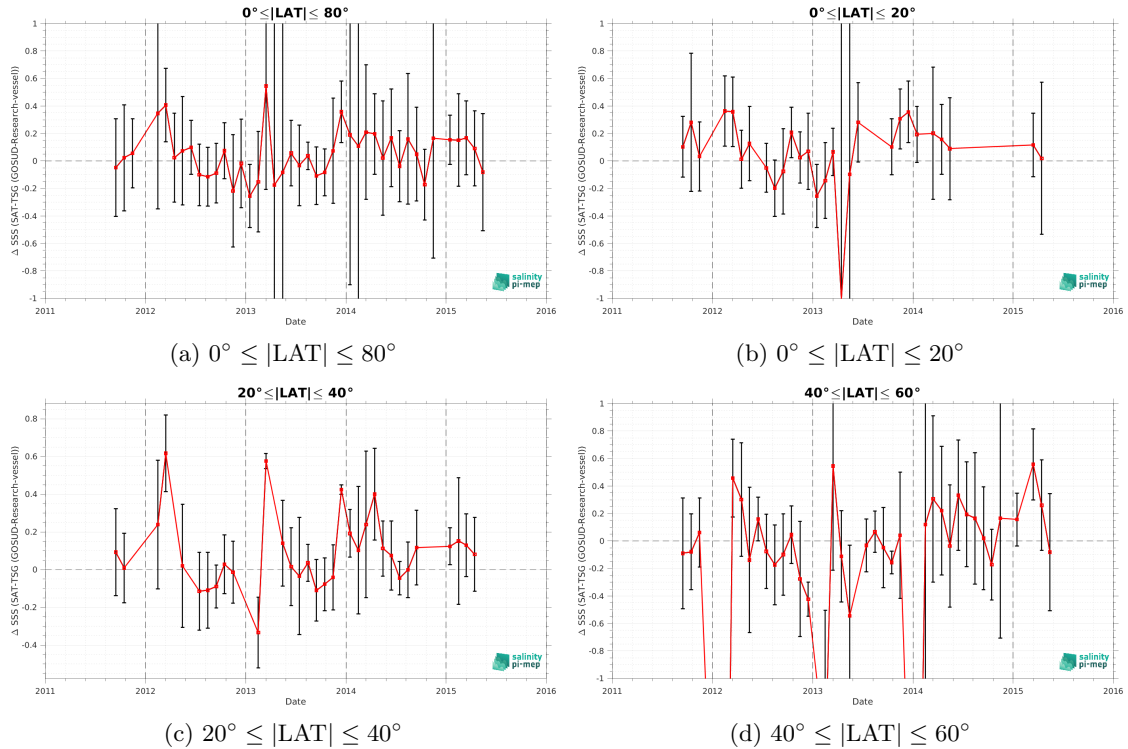 0°≤|LAT|≤ 80°
1
0.8
0.6
0.4
0.2
0
-0.2
-0.4
-0.6
-0.8
-1
Δ SSS (SAT-TSG (GOSUD-Research-vessel))
2011
2012
2013
2014
2015
2016
Date
salinity
pi-mep
(a) 0° ≤ |LAT| ≤ 80°
0°≤|LAT|≤ 20°
1
0.8
0.6
0.4
0.2
0
-0.2
-0.4
-0.6
-0.8
-1
Δ SSS (SAT-TSG (GOSUD-Research-vessel))
2011
2012
2013
2014
2015
2016
Date
salinity
pi-mep
(b) 0° ≤ |LAT| ≤ 20°
20°≤|LAT|≤ 40°
0.8
0.6
0.4
0.2
0
-0.2
-0.4
Δ SSS (SAT-TSG (GOSUD-Research-vessel))
2011
2012
2013
2014
2015
2016
Date
salinity
pi-mep
(c) 20° ≤ |LAT| ≤ 40°
40°≤|LAT|≤ 60°
1
0.8
0.6
0.4
0.2
0
-0.2
-0.4
-0.6
-0.8
-1
Δ SSS (SAT-TSG (GOSUD-Research-vessel))
2011
2012
2013
2014
2015
2016
Date
salinity
pi-mep
(d) 40° ≤ |LAT| ≤ 60°